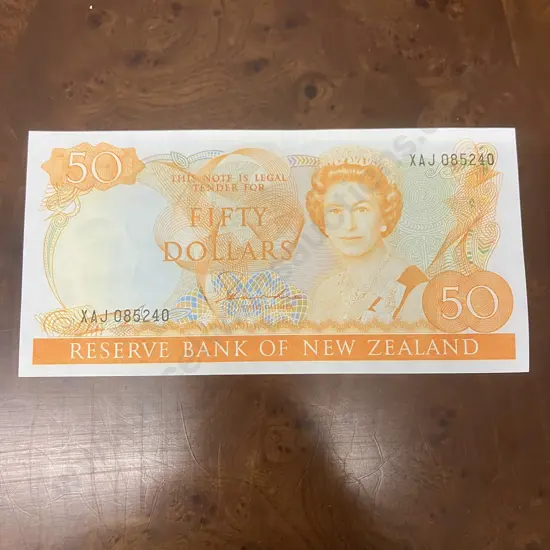 50
XAJ 085240
THIS NOTE IS LEGAL
TENDER FOR
FIFTY
DOLLARS
XAJ 085240
50
RESERVE BANK OF NEW ZEALAND